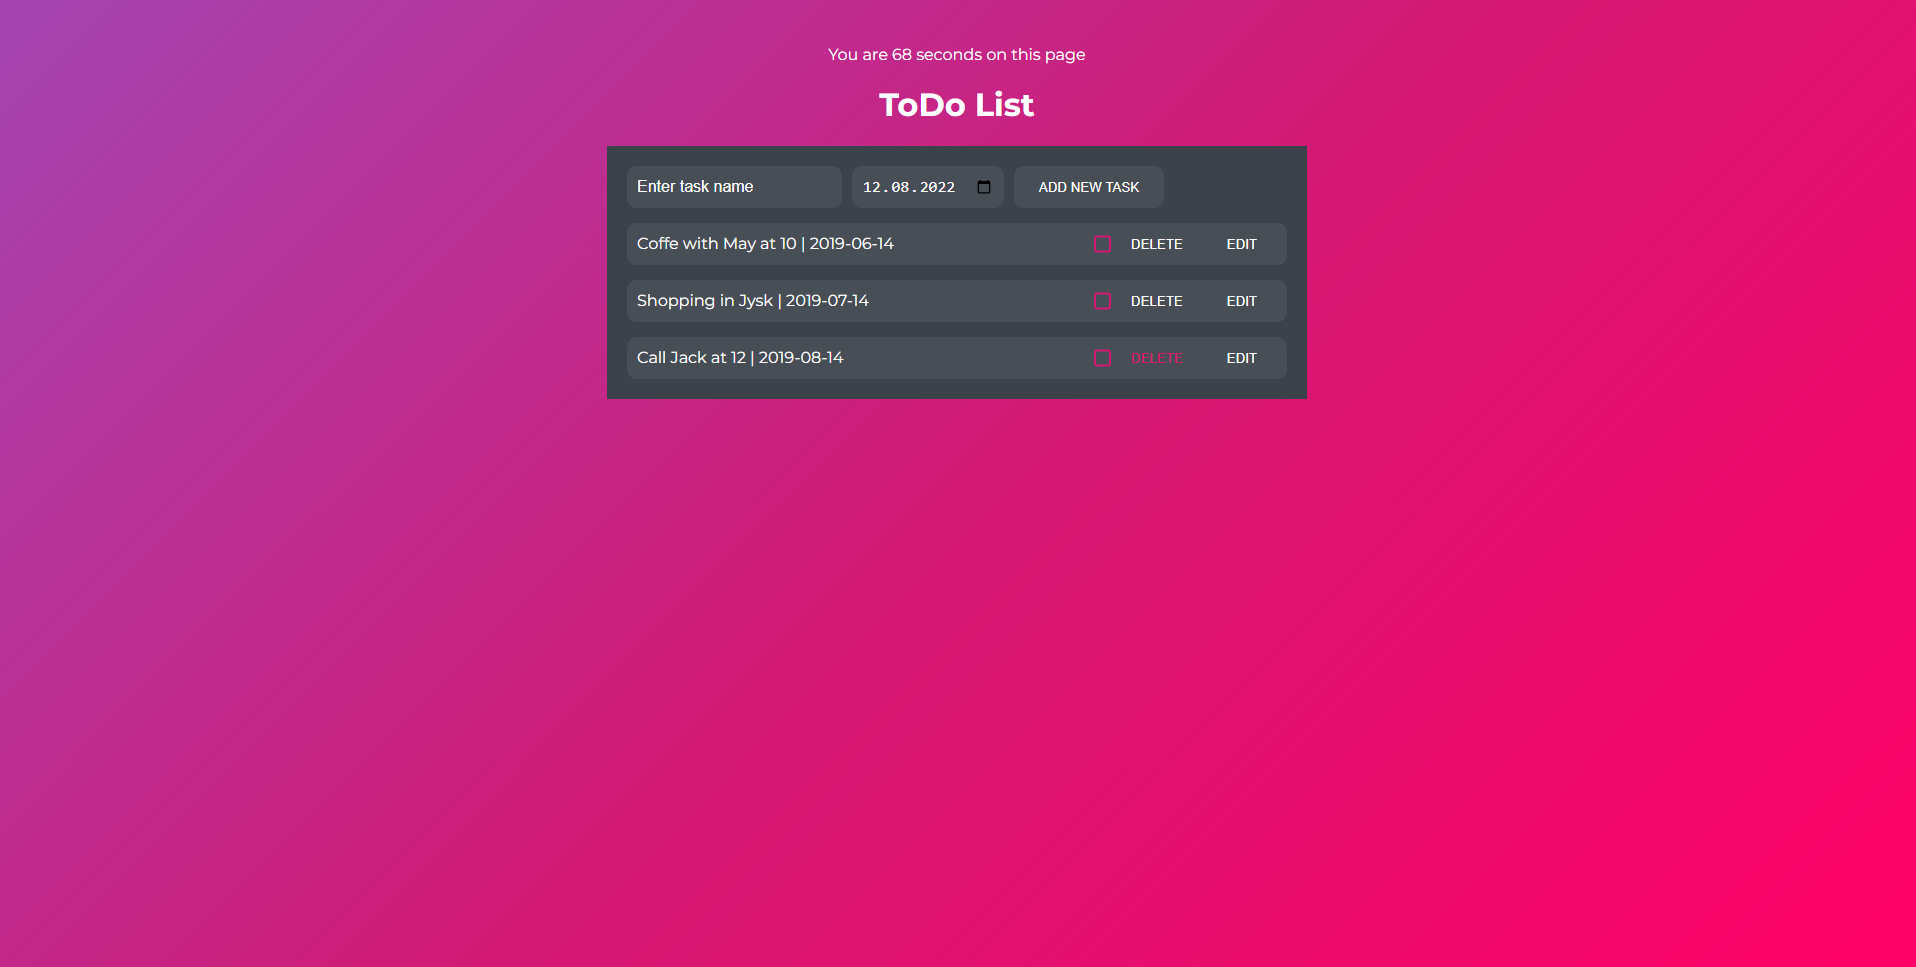 You are 68 seconds on this page
ToDo List
Enter task name 12.08.2022 ADD NEW TASK
Coffe with May at 10 | 2019-06-14 DELETE EDIT
Shopping in Jysk | 2019-07-14 DELETE EDIT
Call Jack at 12 | 2019-08-14 DELETE EDIT